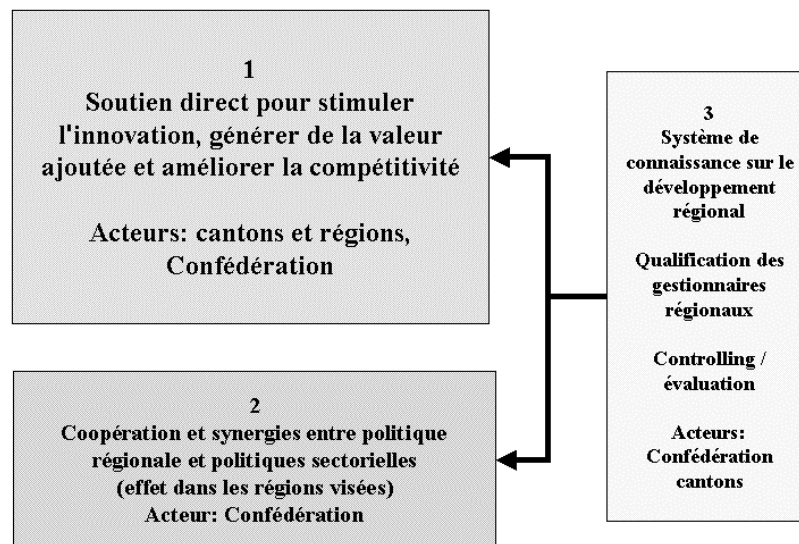 1
Soutien direct pour stimuler
l'innovation, générer de la valeur
ajoutée et améliorer la compétitivité
Acteurs: cantons et régions,
Confédération
2
Coopération et synergies entre politique
régionale et politiques sectorielles
(effet dans les régions visées)
Acteur: Confédération
3
Système de
connaissance sur le
développement
régional
Qualification des
gestionnaires
régionaux
Controlling /
évaluation
Acteurs:
Confédération
cantons